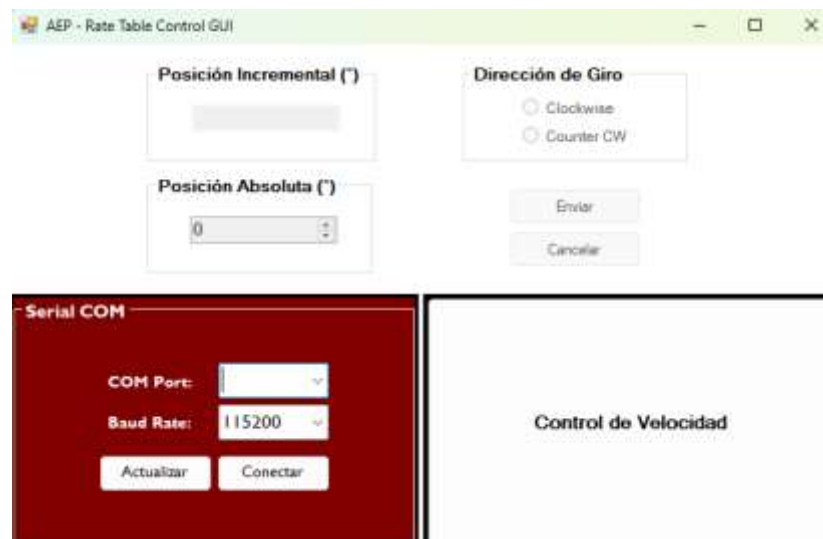 AEP - Rate Table Control GUI
Posición Incremental (°)
Dirección de Giro
Clockwise
Counter CW
Posición Absoluta (°)
0
Enviar
Cancelar
Serial COM
COM Port:
Baud Rate:
115200
Actualizar
Conectar
Control de Velocidad